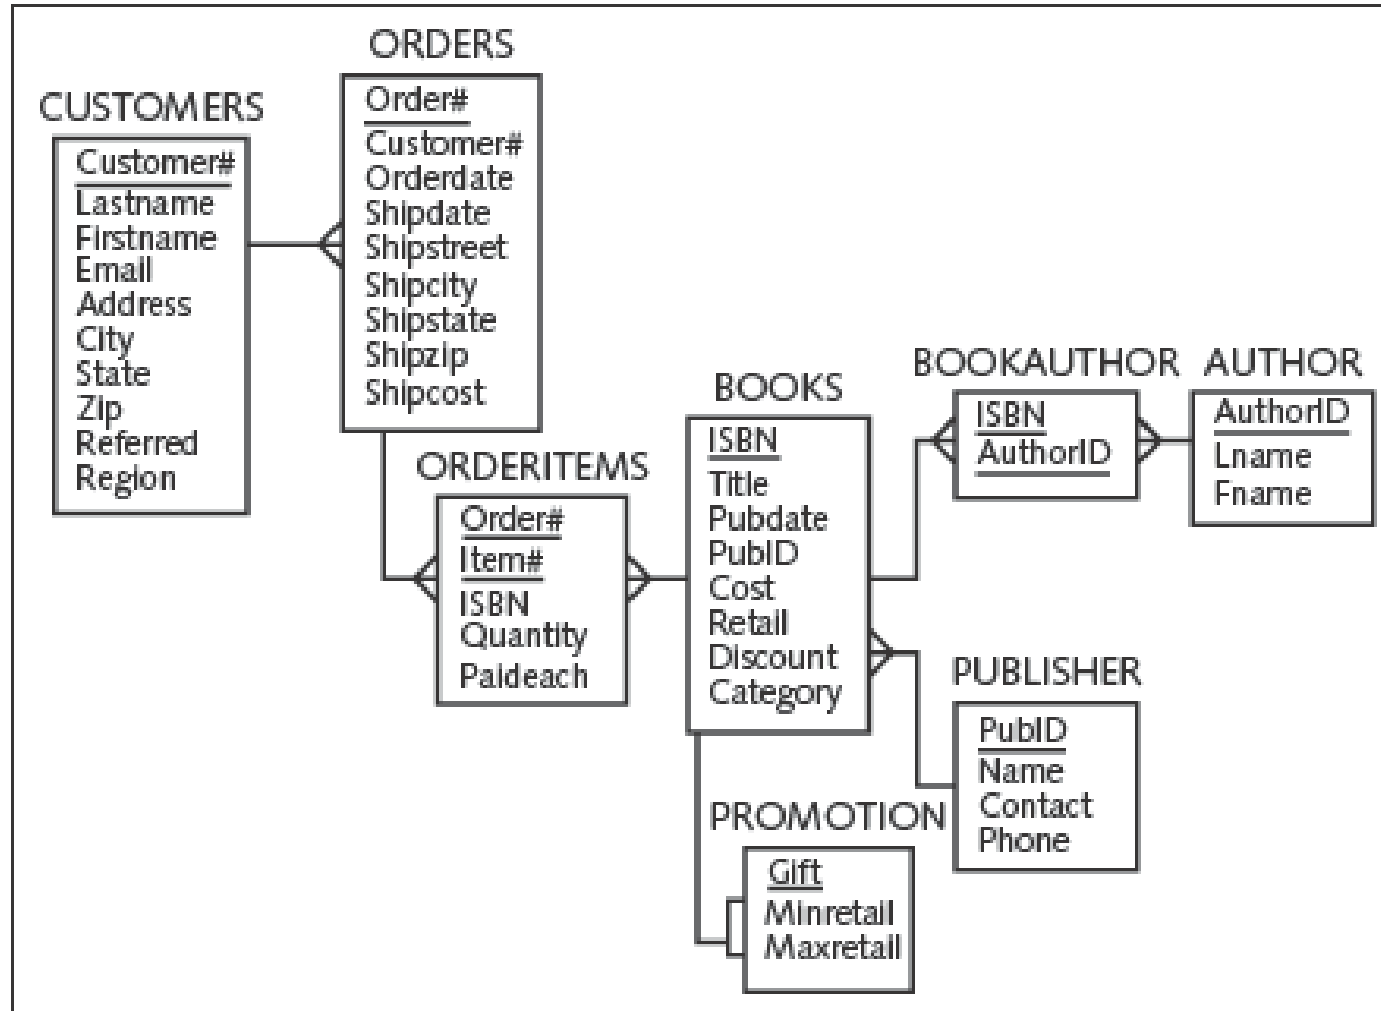 CUSTOMERS
Customer#
Lastname
Firstname
Email
Address
City
State
Zip
Referred
Region
ORDERS
Order#
Customer#
Orderdate
Shipdate
Shipstreet
Shipcity
Shipstate
Shipzip
Shipcost
ORDERITEMS
Order#
Item#
ISBN
Quantity
Paideach
BOOKS
ISBN
Title
Pubdate
PubID
Cost
Retail
Discount
Category
BOOKAUTHOR
ISBN
AuthorID
AUTHOR
AuthorID
Lname
Fname
PUBLISHER
PubID
Name
Contact
Phone
PROMOTION
Gift
Minretail
Maxretail